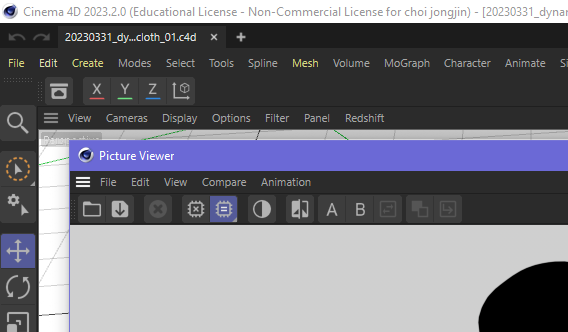 Cinema 4D 2023.2.0 (Educational License - Non-Commercial License for choi jongjin) - [20230331_dynar
20230331_dy...cloth_01.c4d
File Edit Create Modes Select Tools Spline Mesh Volume MoGraph Character Animate
X Y Z
View Cameras Display Options Filter Panel Redshift
Perspective
Picture Viewer
File Edit View Compare Animation
A B